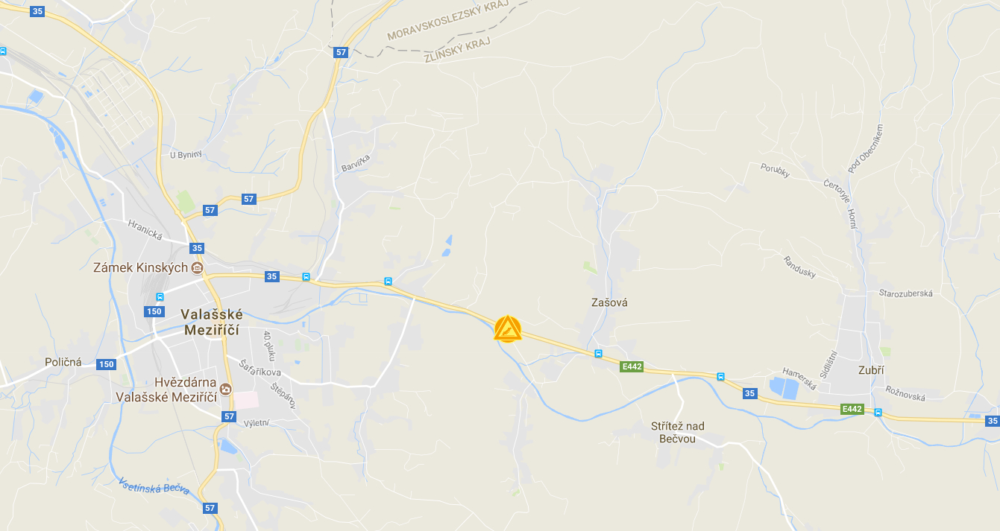 35
MORAVSKOSLEZSKÝ KRAJ
57
ZLÍNSKÝ KRAJ
Pod Obecníkem
U Byniny
Barvířka
Porubky
Čertoryje
57
57
Horní
Hranická
35
Zámek Kinských
35
Randusky
Starozuberská
150
Zašová
Valašské
Meziříčí
40. pluku
Poličná
150
Šafaříkova
E442
Sídlištní
Zubří
Hamerská
Hvězdárna
Valašské Meziříčí
Štěpánov
35
Rožnovská
57
Výletní
E442
35
Střítež nad
Bečvou
Vsetínská Bečva
57